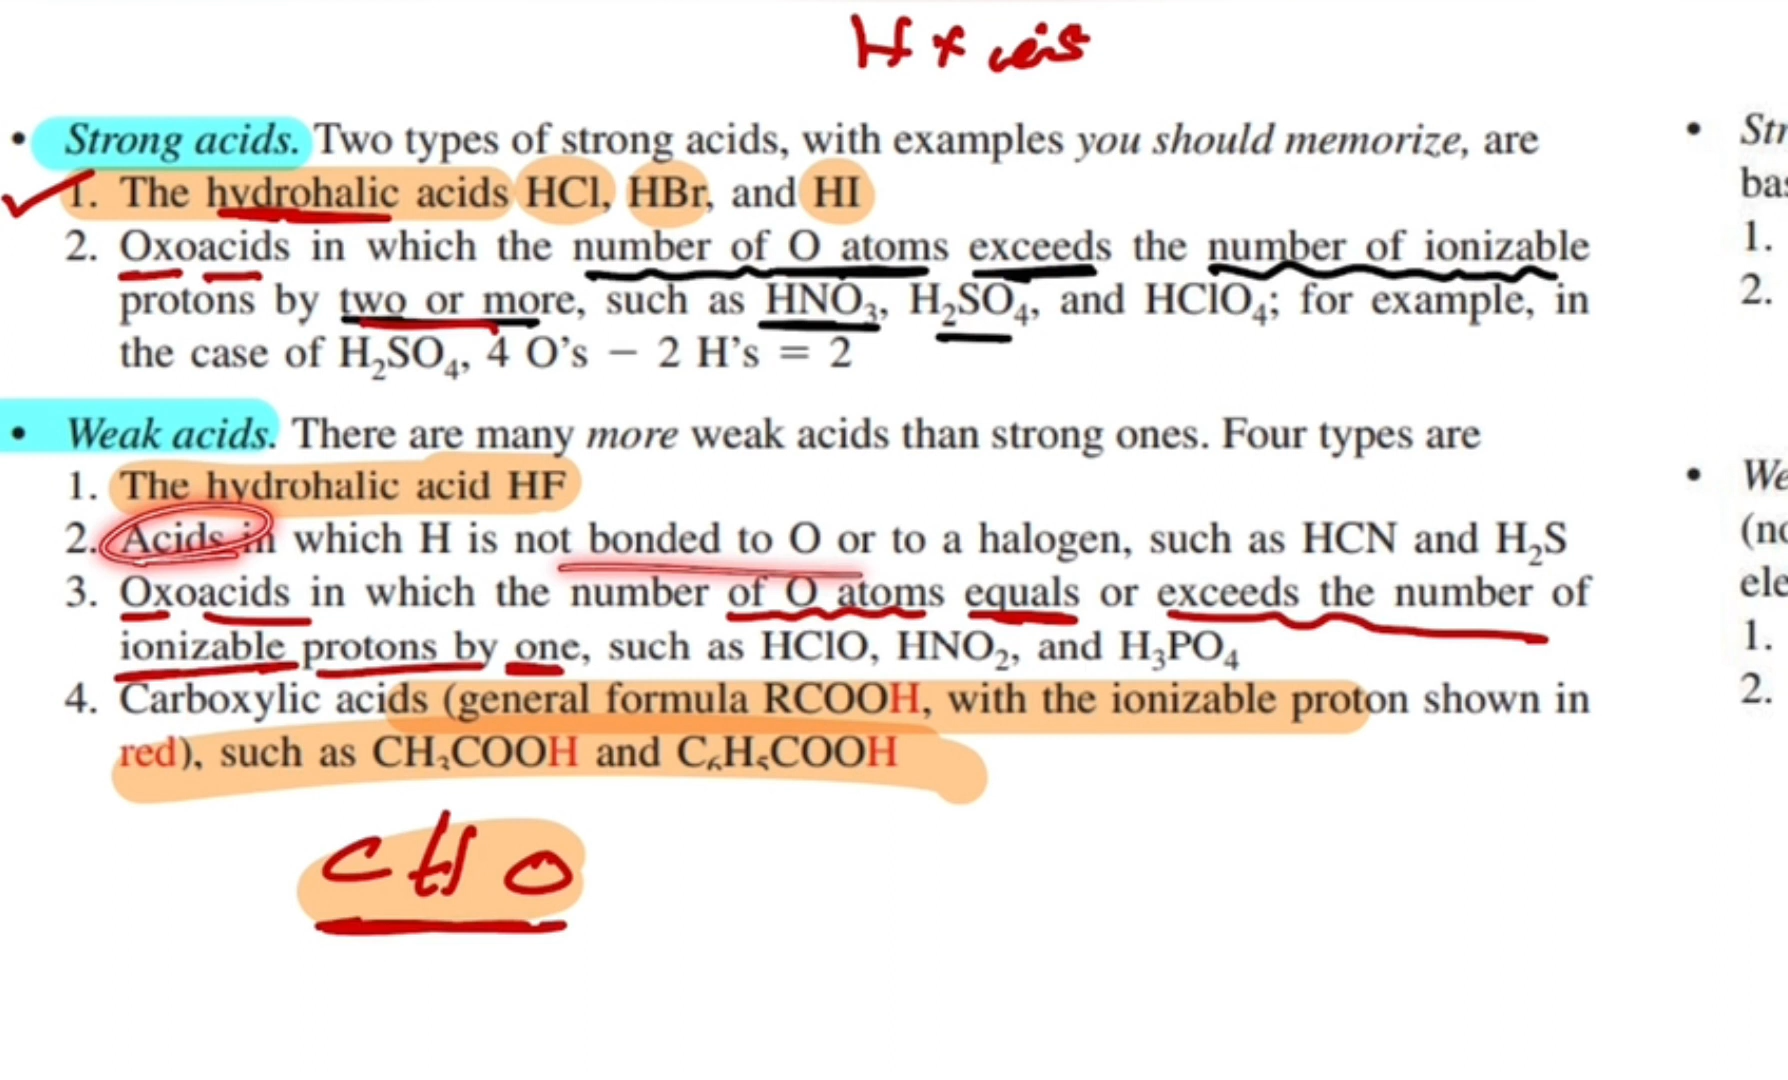 • Strong acids. Two types of strong acids, with examples you should memorize, are
1. The hydrohalic acids HCl, HBr, and HI
2. Oxoacids in which the number of O atoms exceeds the number of ionizable
protons by two or more, such as HNO₃, H₂SO₄, and HClO₄; for example, in
the case of H₂SO₄, 4 O's − 2 H's = 2
• Weak acids. There are many more weak acids than strong ones. Four types are
1. The hydrohalic acid HF
2. Acids in which H is not bonded to O or to a halogen, such as HCN and H₂S
3. Oxoacids in which the number of O atoms equals or exceeds the number of
ionizable protons by one, such as HClO, HNO₂, and H₃PO₄
4. Carboxylic acids (general formula RCOOH, with the ionizable proton shown in
red), such as CH₃COOH and C₆H₅COOH
C H O
•
1.
2.
•
1.
2.